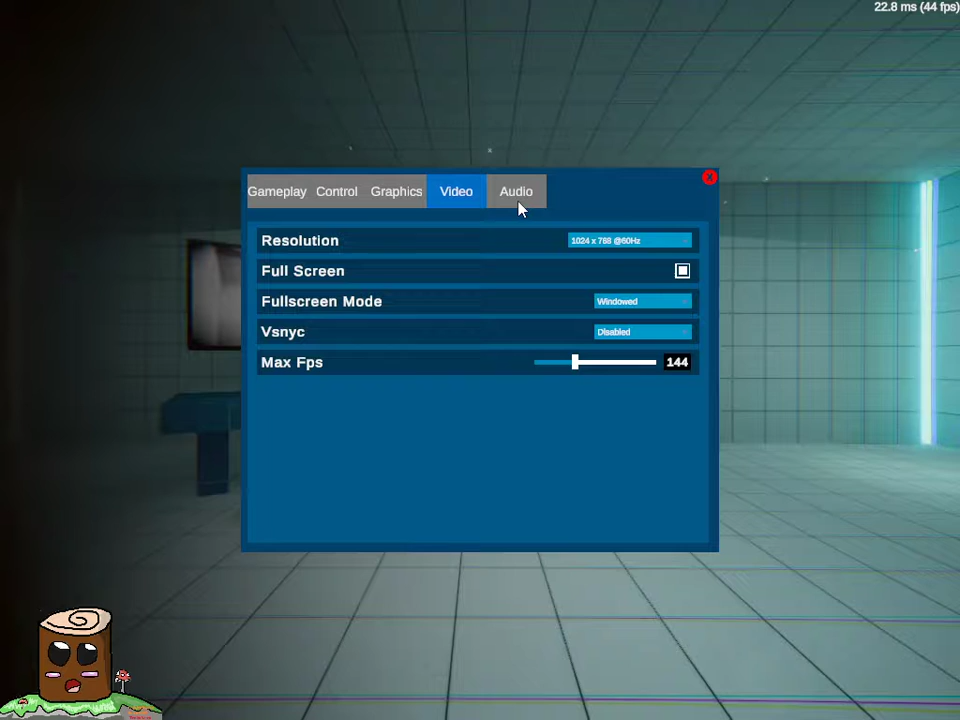 22.8 ms (44 fps)
X
Gameplay Control Graphics Video Audio
Resolution 1024 x 768 @60Hz
Full Screen
Fullscreen Mode Windowed
Vsnyc Disabled
Max Fps 144